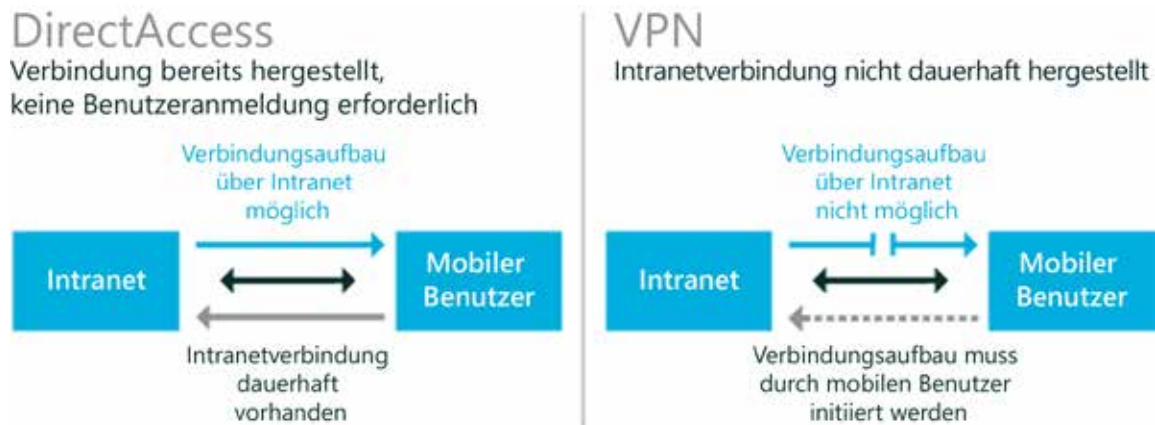 DirectAccess
Verbindung bereits hergestellt,
keine Benutzeranmeldung erforderlich
Verbindungsaufbau
über Intranet
möglich
Intranet
Mobiler
Benutzer
Intranetverbindung
dauerhaft
vorhanden
VPN
Intranetverbindung nicht dauerhaft hergestellt
Verbindungsaufbau
über Intranet
nicht möglich
Intranet
Mobiler
Benutzer
Verbindungsaufbau muss
durch mobilen Benutzer
initiiert werden